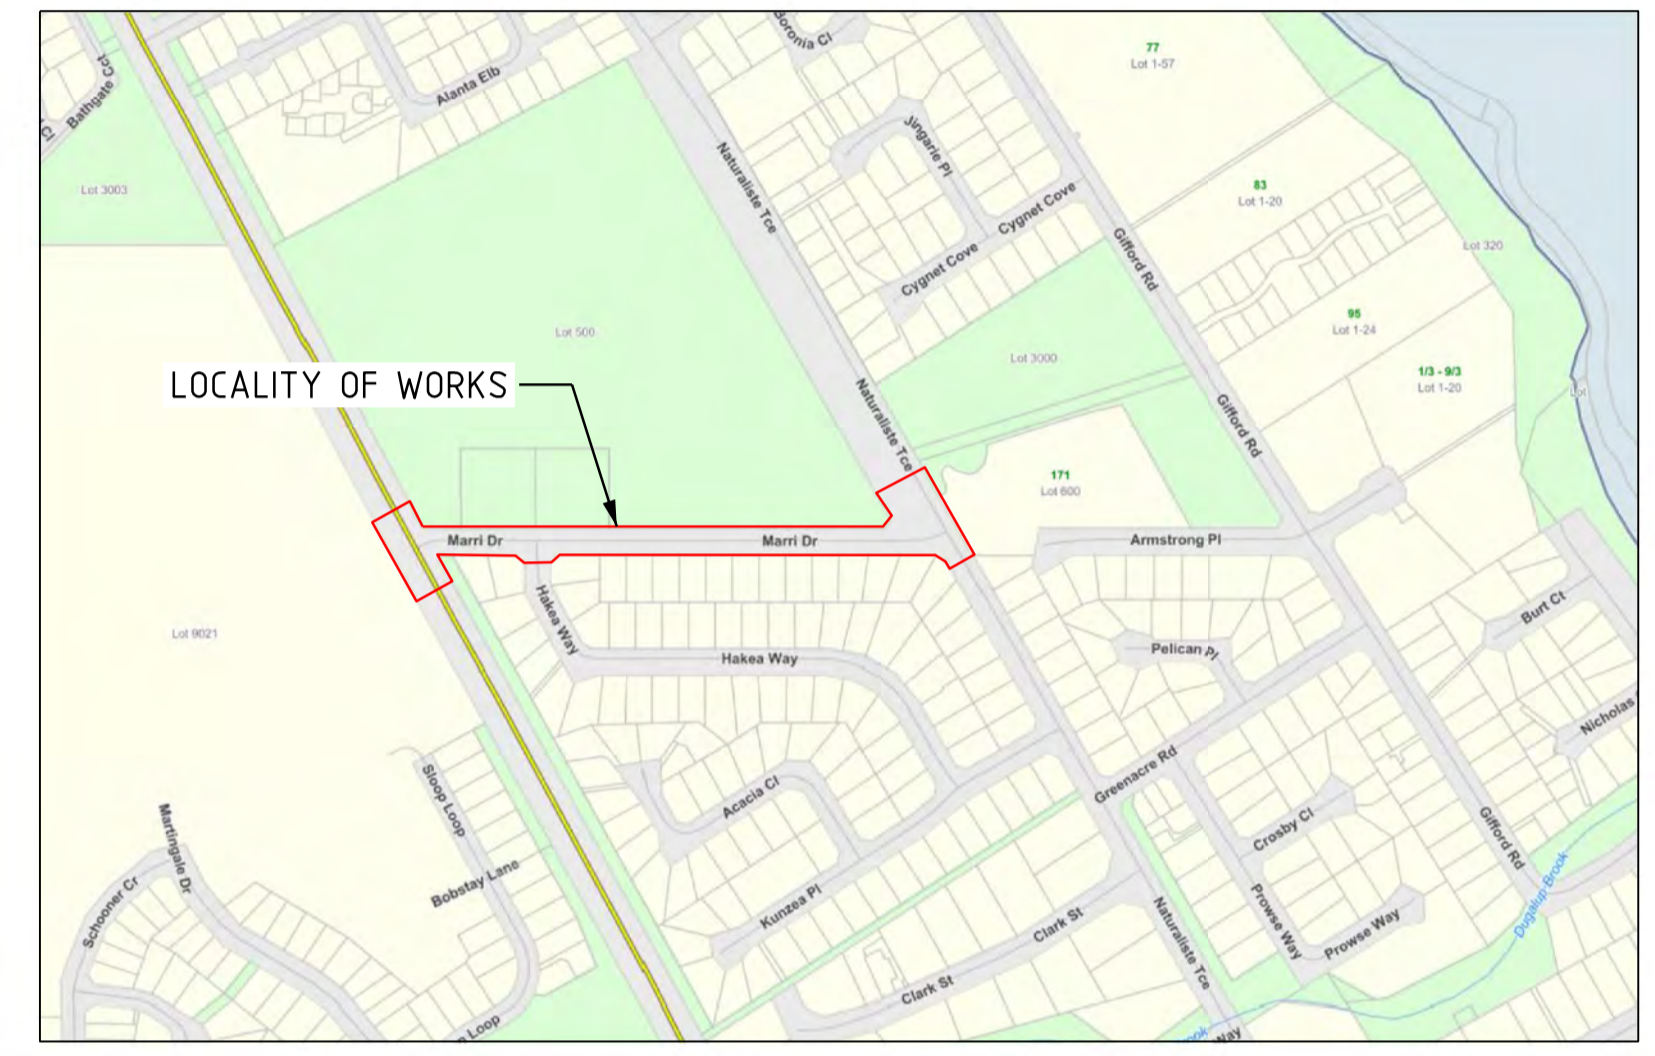 Boronia Cl
77
Lot 1-57
Bathgate Cct
Cl
Alanta Elb
Jingarie Pl
Naturaliste Tce
Lot 3003
83
Lot 1-20
Cygnet Cove
Cygnet Cove
Gifford Rd
Lot 320
Lot 500
95
Lot 1-24
Lot 3000
1/3 - 9/3
Lot 1-20
Lot
LOCALITY OF WORKS
Naturaliste Tce
Gifford Rd
171
Lot 600
Marri Dr
Marri Dr
Armstrong Pl
Hakea Way
Burt Ct
Lot 9021
Hakea Way
Pelican Pl
Nicholas
Greenacre Rd
Sloop Loop
Acacia Cl
Martingale Dr
Crosby Cl
Gifford Rd
Bobstay Lane
Schooner Cr
Kunzea Pl
Clark St
Prowse Way
Prowse Way
Dugalup Brook
Naturaliste Tce
Clark St
Loop
Way